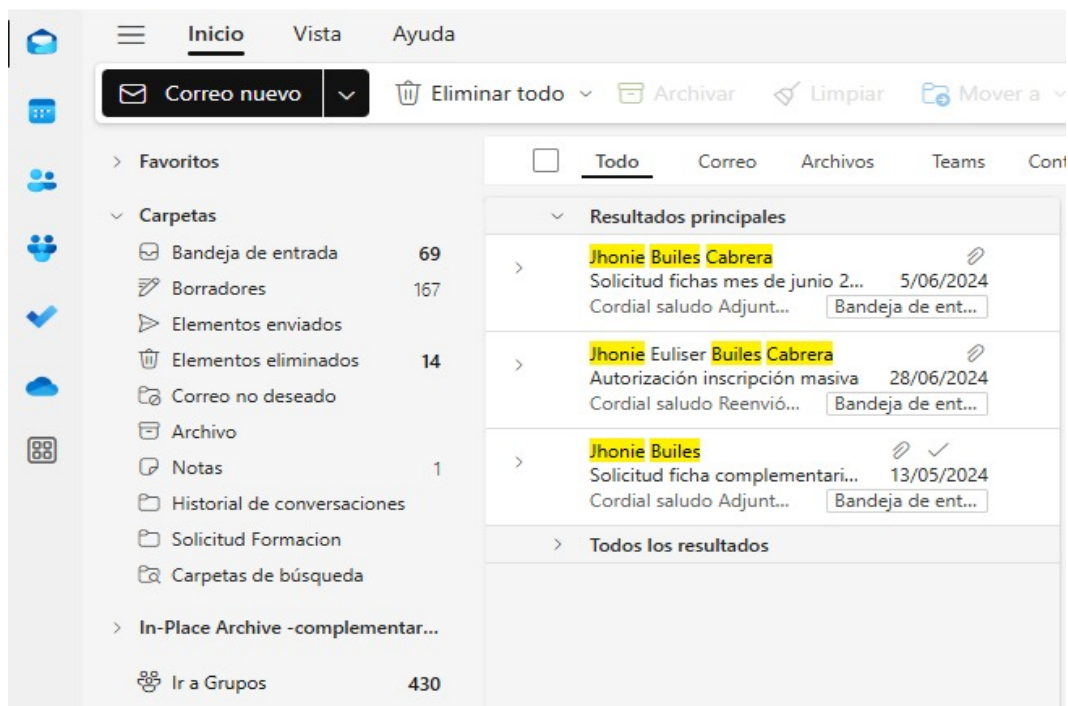 Inicio Vista Ayuda
Correo nuevo Eliminar todo Archivar Limpiar Mover a
Favoritos
Carpetas
Bandeja de entrada 69
Borradores 167
Elementos enviados
Elementos eliminados 14
Correo no deseado
Archivo
Notas 1
Historial de conversaciones
Solicitud Formacion
Carpetas de búsqueda
In-Place Archive -complementar...
Ir a Grupos 430
Todo Correo Archivos Teams Cont
Resultados principales
Jhonie Builes Cabrera
Solicitud fichas mes de junio 2... 5/06/2024
Cordial saludo Adjunt... Bandeja de ent...
Jhonie Euliser Builes Cabrera
Autorización inscripción masiva 28/06/2024
Cordial saludo Reenvió... Bandeja de ent...
Jhonie Builes
Solicitud ficha complementari... 13/05/2024
Cordial saludo Adjunt... Bandeja de ent...
Todos los resultados